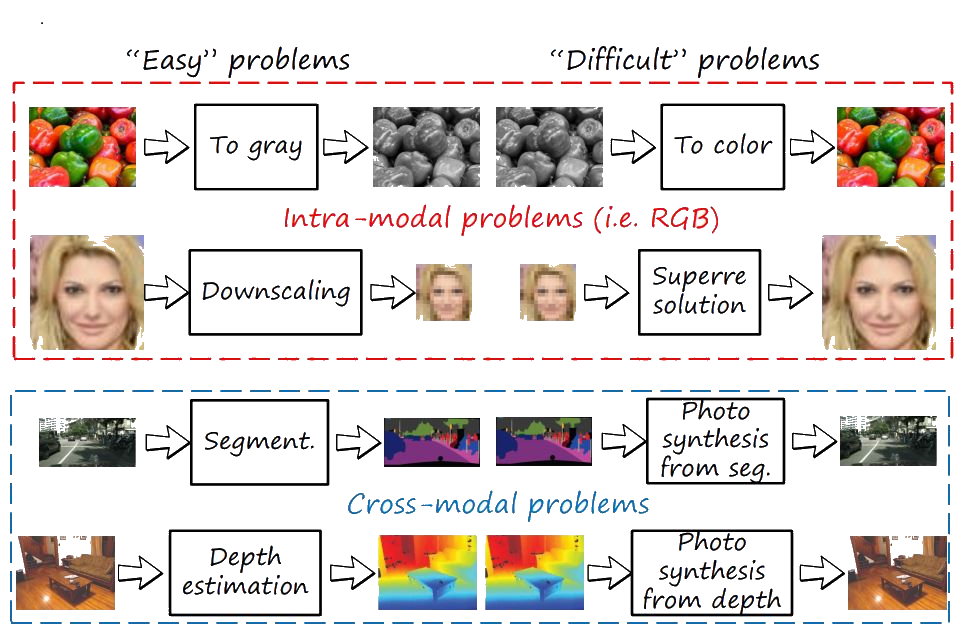 “Easy” problems
“Difficult” problems
To gray
To color
Intra-modal problems (i.e. RGB)
Downscaling
Superre
solution
Segment.
Photo
synthesis
from seg.
Cross-modal problems
Depth
estimation
Photo
synthesis
from depth